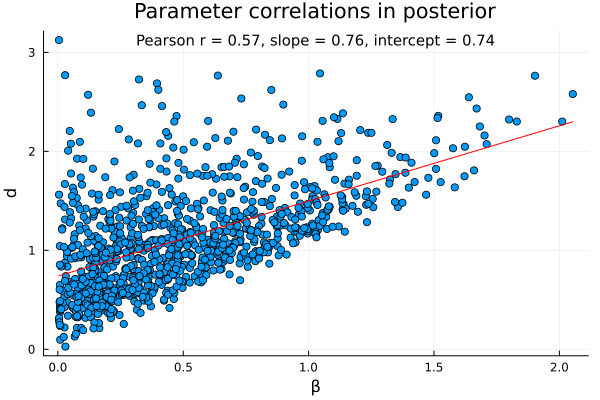 Parameter correlations in posterior
Pearson r = 0.57, slope = 0.76, intercept = 0.74
3
2
1
0
d
0.0 0.5 1.0 1.5 2.0
β